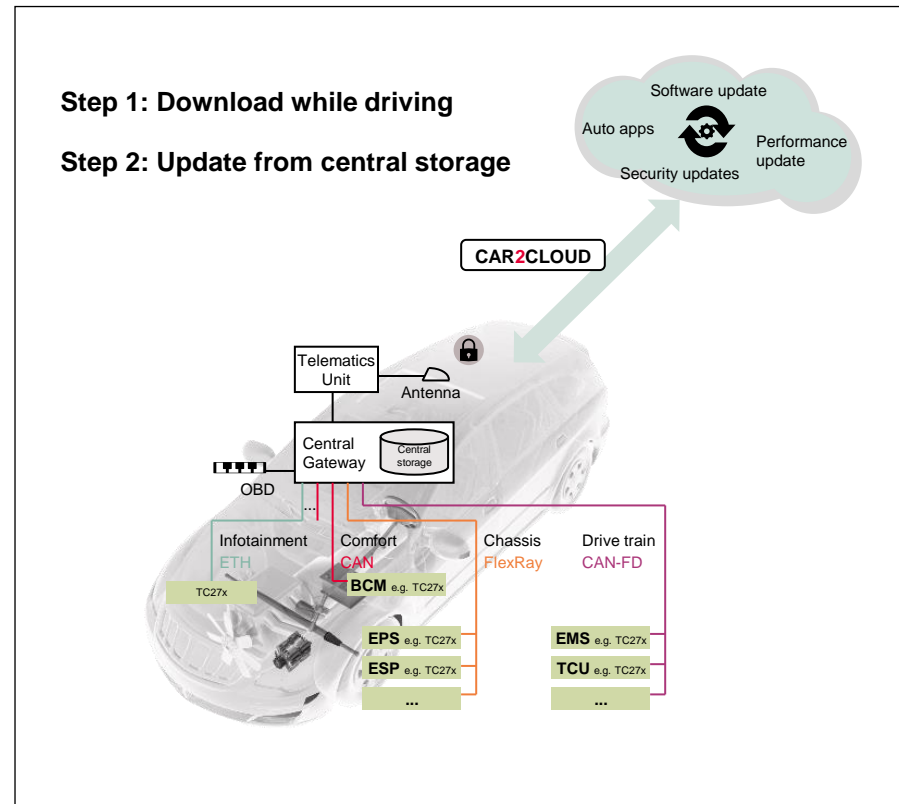 Step 1: Download while driving
Step 2: Update from central storage
Software update
Auto apps
Performance
update
Security updates
CAR2CLOUD
Telematics
Unit
Antenna
Central
Gateway
Central
storage
OBD
...
Infotainment
ETH
Comfort
CAN
Chassis
FlexRay
Drive train
CAN-FD
TC27x
BCM e.g. TC27x
EPS e.g. TC27x
ESP e.g. TC27x
...
EMS e.g. TC27x
TCU e.g. TC27x
...